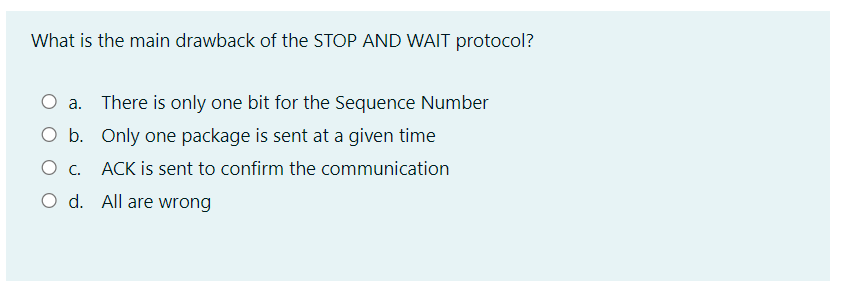 What is the main drawback of the STOP AND WAIT protocol?
a. There is only one bit for the Sequence Number
b. Only one package is sent at a given time
c. ACK is sent to confirm the communication
d. All are wrong